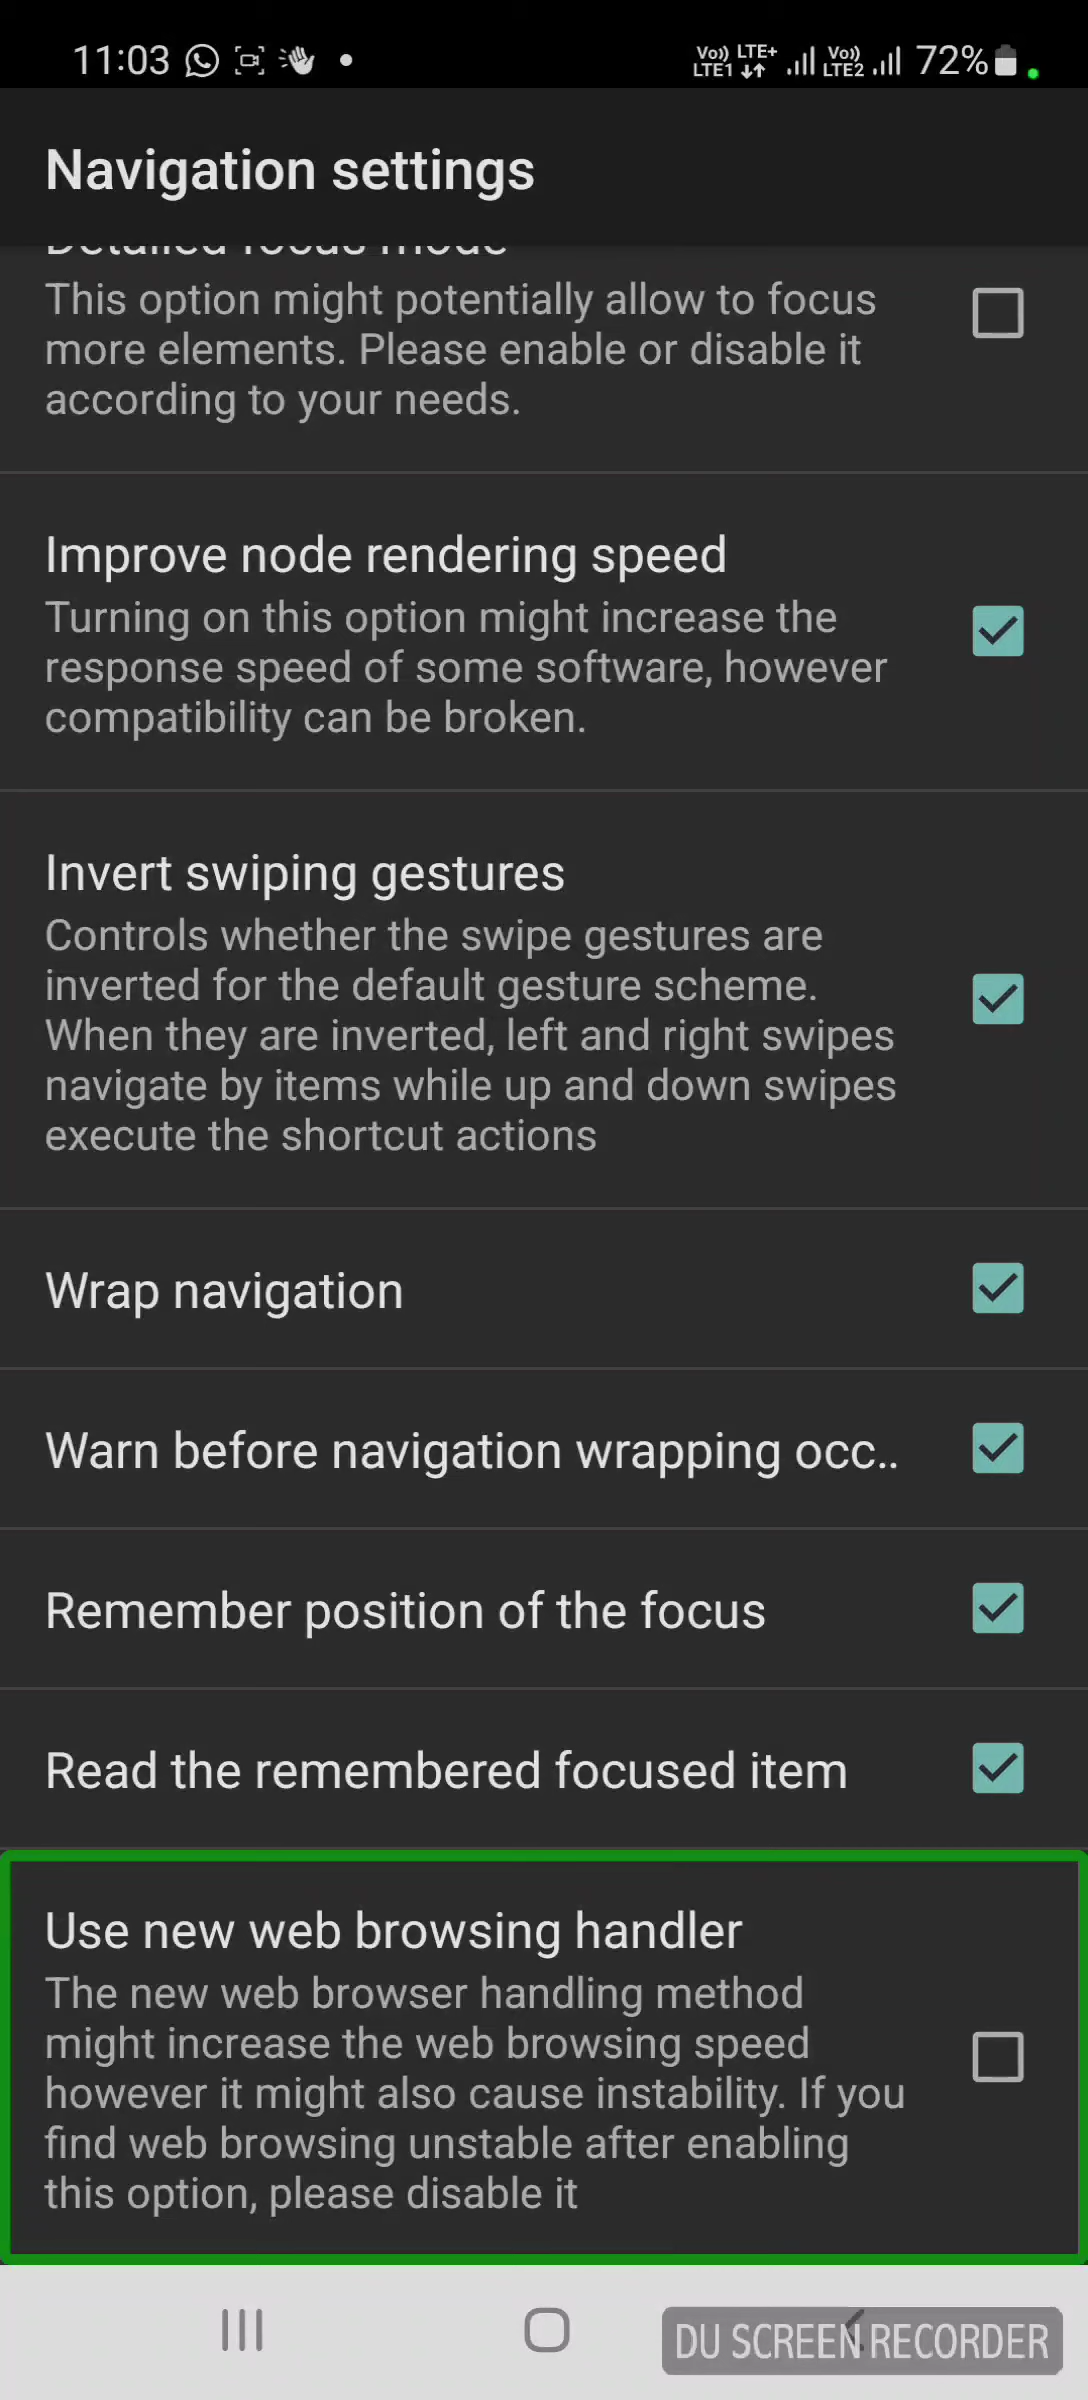 11:03
Vo)) LTE+ Vo)) 72%
LTE1 LTE2
Navigation settings
Detailed focus mode
This option might potentially allow to focus
more elements. Please enable or disable it
according to your needs.
Improve node rendering speed
Turning on this option might increase the
response speed of some software, however
compatibility can be broken.
Invert swiping gestures
Controls whether the swipe gestures are
inverted for the default gesture scheme.
When they are inverted, left and right swipes
navigate by items while up and down swipes
execute the shortcut actions
Wrap navigation
Warn before navigation wrapping occ..
Remember position of the focus
Read the remembered focused item
Use new web browsing handler
The new web browser handling method
might increase the web browsing speed
however it might also cause instability. If you
find web browsing unstable after enabling
this option, please disable it
DU SCREEN RECORDER